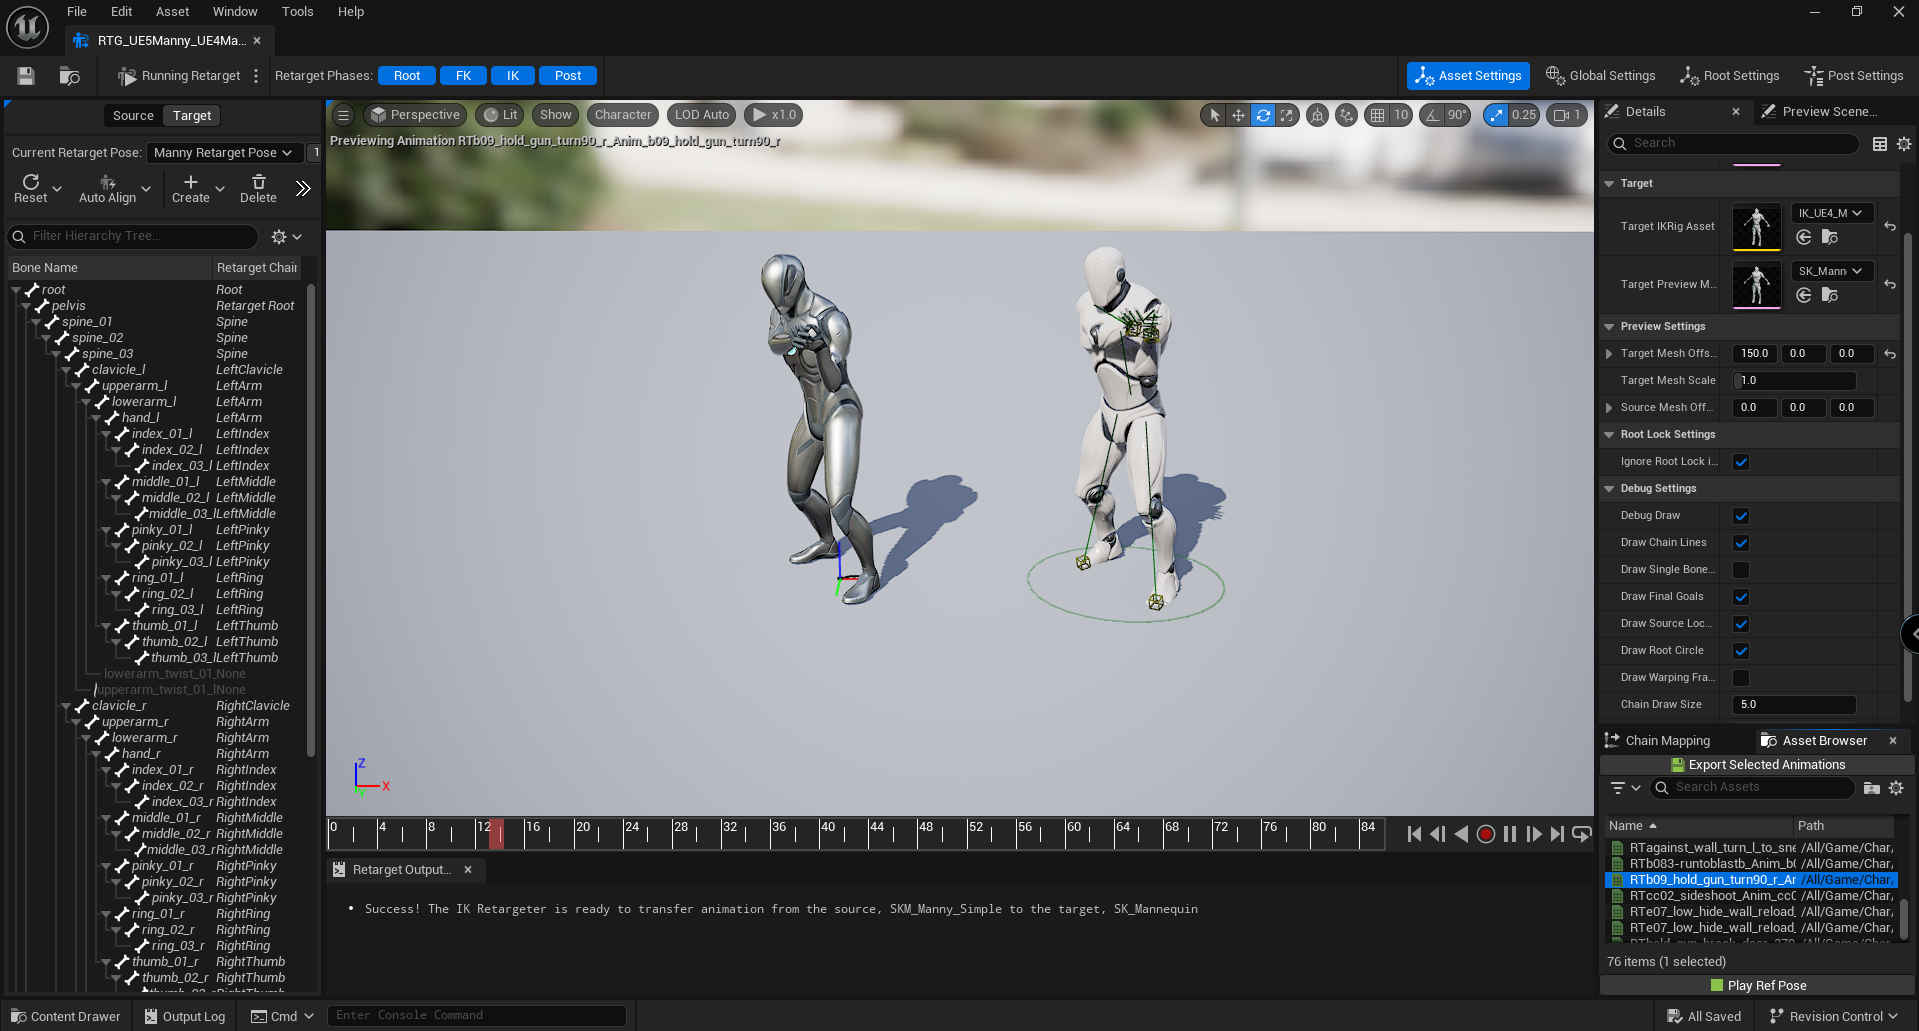 File Edit Asset Window Tools Help
RTG_UE5Manny_UE4Ma...
Running Retarget Retarget Phases: Root FK IK Post Asset Settings Global Settings Root Settings Post Settings
Source Target
Current Retarget Pose: Manny Retarget Pose 1
Reset Auto Align Create Delete
Filter Hierarchy Tree...
Bone Name Retarget Chain
root Root
pelvis Retarget Root
spine_01 Spine
spine_02 Spine
spine_03 Spine
clavicle_l LeftClavicle
upperarm_l LeftArm
lowerarm_l LeftArm
hand_l LeftArm
index_01_l LeftIndex
index_02_l LeftIndex
index_03_l LeftIndex
middle_01_l LeftMiddle
middle_02_l LeftMiddle
middle_03_l LeftMiddle
pinky_01_l LeftPinky
pinky_02_l LeftPinky
pinky_03_l LeftPinky
ring_01_l LeftRing
ring_02_l LeftRing
ring_03_l LeftRing
thumb_01_l LeftThumb
thumb_02_l LeftThumb
thumb_03_l LeftThumb
lowerarm_twist_01_ None
upperarm_twist_01_l None
clavicle_r RightClavicle
upperarm_r RightArm
lowerarm_r RightArm
hand_r RightArm
index_01_r RightIndex
index_02_r RightIndex
index_03_r RightIndex
middle_01_r RightMiddle
middle_02_r RightMiddle
middle_03_r RightMiddle
pinky_01_r RightPinky
pinky_02_r RightPinky
pinky_03_r RightPinky
ring_01_r RightRing
ring_02_r RightRing
ring_03_r RightRing
thumb_01_r RightThumb
thumb_02_r RightThumb
Perspective Lit Show Character LOD Auto x1.0 10 90° 0.25 1
Previewing Animation RTb09_hold_gun_turn90_r_Anim_b09_hold_gun_turn90_r
Z
X
Y
0 4 8 12 16 20 24 28 32 36 40 44 48 52 56 60 64 68 72 76 80 84
Retarget Output...
• Success! The IK Retargeter is ready to transfer animation from the source, SKM_Manny_Simple to the target, SK_Mannequin
Details Preview Scene...
Search
Target
Target IKRig Asset IK_UE4_M
Target Preview M... SK_Mann
Preview Settings
Target Mesh Offs... 150.0 0.0 0.0
Target Mesh Scale 1.0
Source Mesh Off... 0.0 0.0 0.0
Root Lock Settings
Ignore Root Lock i...
Debug Settings
Debug Draw
Draw Chain Lines
Draw Single Bone...
Draw Final Goals
Draw Source Loc...
Draw Root Circle
Draw Warping Fra...
Chain Draw Size 5.0
Chain Mapping Asset Browser
Export Selected Animations
Search Assets
Name Path
RTagainst_wall_turn_l_to_sne /All/Game/Char
RTb083-runtoblastb_Anim_b( /All/Game/Char
RTb09_hold_gun_turn90_r_Ar /All/Game/Char
RTcc02_sideshoot_Anim_cc( /All/Game/Char
RTe07_low_hide_wall_reload_ /All/Game/Char
RTe07_low_hide_wall_reload_ /All/Game/Char
76 items (1 selected)
Play Ref Pose
Content Drawer Output Log Cmd Enter Console Command All Saved Revision Control